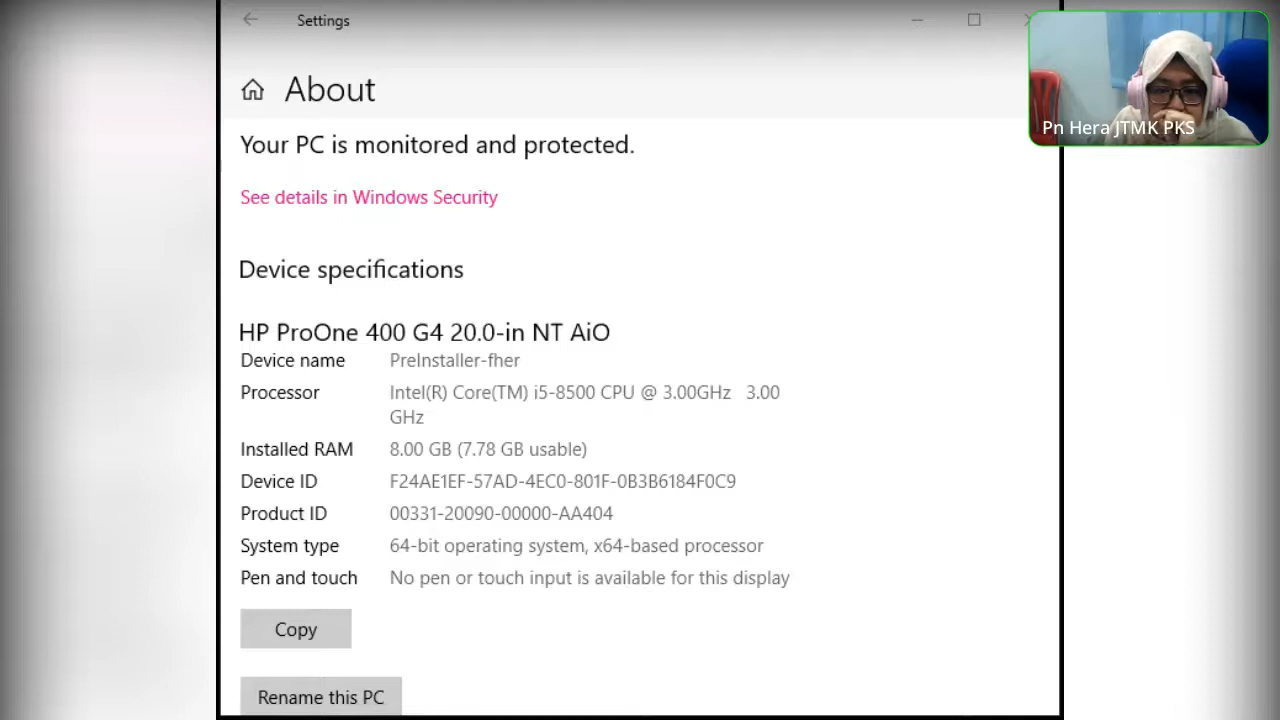 Settings
About
Your PC is monitored and protected.
See details in Windows Security
Device specifications
HP ProOne 400 G4 20.0-in NT AiO
Device name PreInstaller-fher
Processor Intel(R) Core(TM) i5-8500 CPU @ 3.00GHz 3.00
GHz
Installed RAM 8.00 GB (7.78 GB usable)
Device ID F24AE1EF-57AD-4EC0-801F-0B3B6184F0C9
Product ID 00331-20090-00000-AA404
System type 64-bit operating system, x64-based processor
Pen and touch No pen or touch input is available for this display
Copy
Rename this PC
Pn Hera JTMK PKS